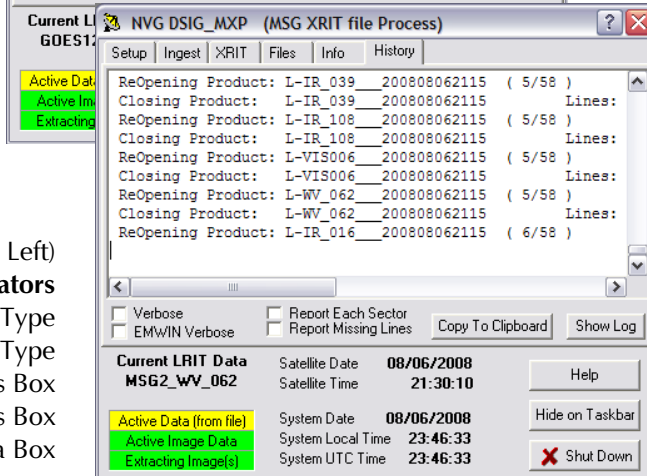 Current L
GOES12
Active Dat
Active Im
Extracting
NVG DSIG_MXP (MSG XRIT file Process)
Setup Ingest XRIT Files Info History
ReOpening Product: L-IR_039___200808062115 ( 5/58 )
Closing Product: L-IR_039___200808062115 Lines:
ReOpening Product: L-IR_108___200808062115 ( 5/58 )
Closing Product: L-IR_108___200808062115 Lines:
ReOpening Product: L-VIS006___200808062115 ( 5/58 )
Closing Product: L-VIS006___200808062115 Lines:
ReOpening Product: L-WV_062___200808062115 ( 5/58 )
Closing Product: L-WV_062___200808062115 Lines:
ReOpening Product: L-IR_016___200808062115 ( 6/58 )
Verbose
EMWIN Verbose
Report Each Sector
Report Missing Lines
Copy To Clipboard
Show Log
Current LRIT Data
MSG2_WV_062
Satellite Date 08/06/2008
Satellite Time 21:30:10
Help
Active Data (from file)
Active Image Data
Extracting Image(s)
System Date 08/06/2008
System Local Time 23:46:33
System UTC Time 23:46:33
Hide on Taskbar
Shut Down
Left)
ators
Type
Type
s Box
s Box
a Box